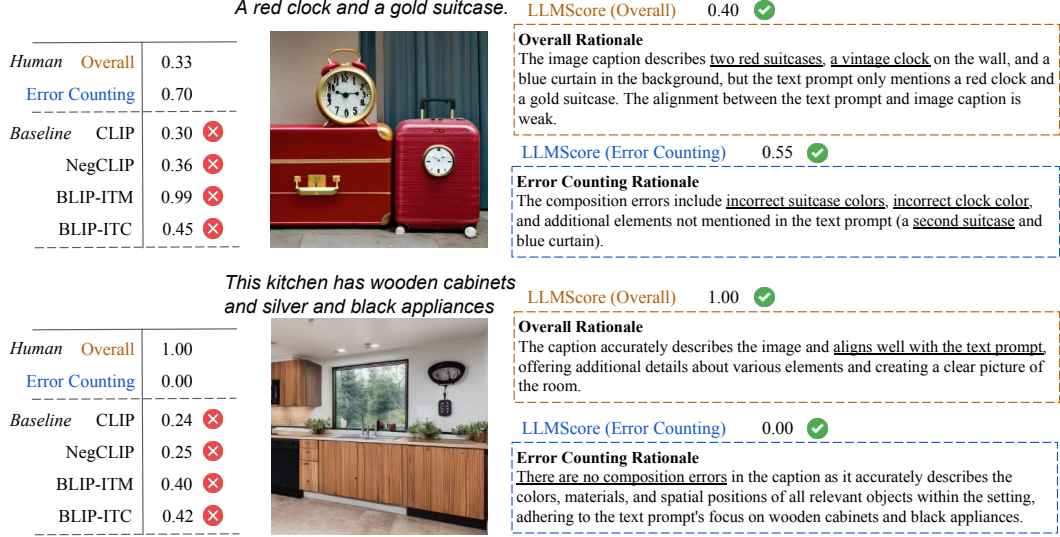 A red clock and a gold suitcase.
Human Overall 0.33
Error Counting 0.70
Baseline CLIP 0.30
NegCLIP 0.36
BLIP-ITM 0.99
BLIP-ITC 0.45
LLMScore (Overall) 0.40
Overall Rationale
The image caption describes two red suitcases, a vintage clock on the wall, and a
blue curtain in the background, but the text prompt only mentions a red clock and
a gold suitcase. The alignment between the text prompt and image caption is
weak.
LLMScore (Error Counting) 0.55
Error Counting Rationale
The composition errors include incorrect suitcase colors, incorrect clock color,
and additional elements not mentioned in the text prompt (a second suitcase and
blue curtain).
This kitchen has wooden cabinets
and silver and black appliances
Human Overall 1.00
Error Counting 0.00
Baseline CLIP 0.24
NegCLIP 0.25
BLIP-ITM 0.40
BLIP-ITC 0.42
LLMScore (Overall) 1.00
Overall Rationale
The caption accurately describes the image and aligns well with the text prompt,
offering additional details about various elements and creating a clear picture of
the room.
LLMScore (Error Counting) 0.00
Error Counting Rationale
There are no composition errors in the caption as it accurately describes the
colors, materials, and spatial positions of all relevant objects within the setting,
adhering to the text prompt's focus on wooden cabinets and black appliances.